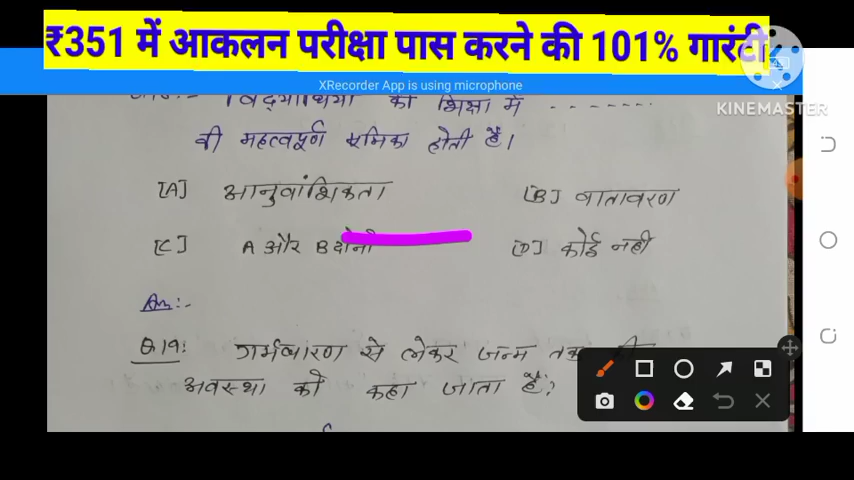 ₹351 में आकलन परीक्षा पास करने की 101% गारंटी
XRecorder App is using microphone
KINEMASTER
विद्यार्थियों की शिक्षा में - - - - - - - -
की महत्वपूर्ण भूमिका होती है।
[A] आनुवांशिकता [B] वातावरण
[C] A और B दोनों [D] कोई नहीं
Ans:-
Q.19: गर्भधारण से लेकर जन्म तक की
अवस्था को कहा जाता है?